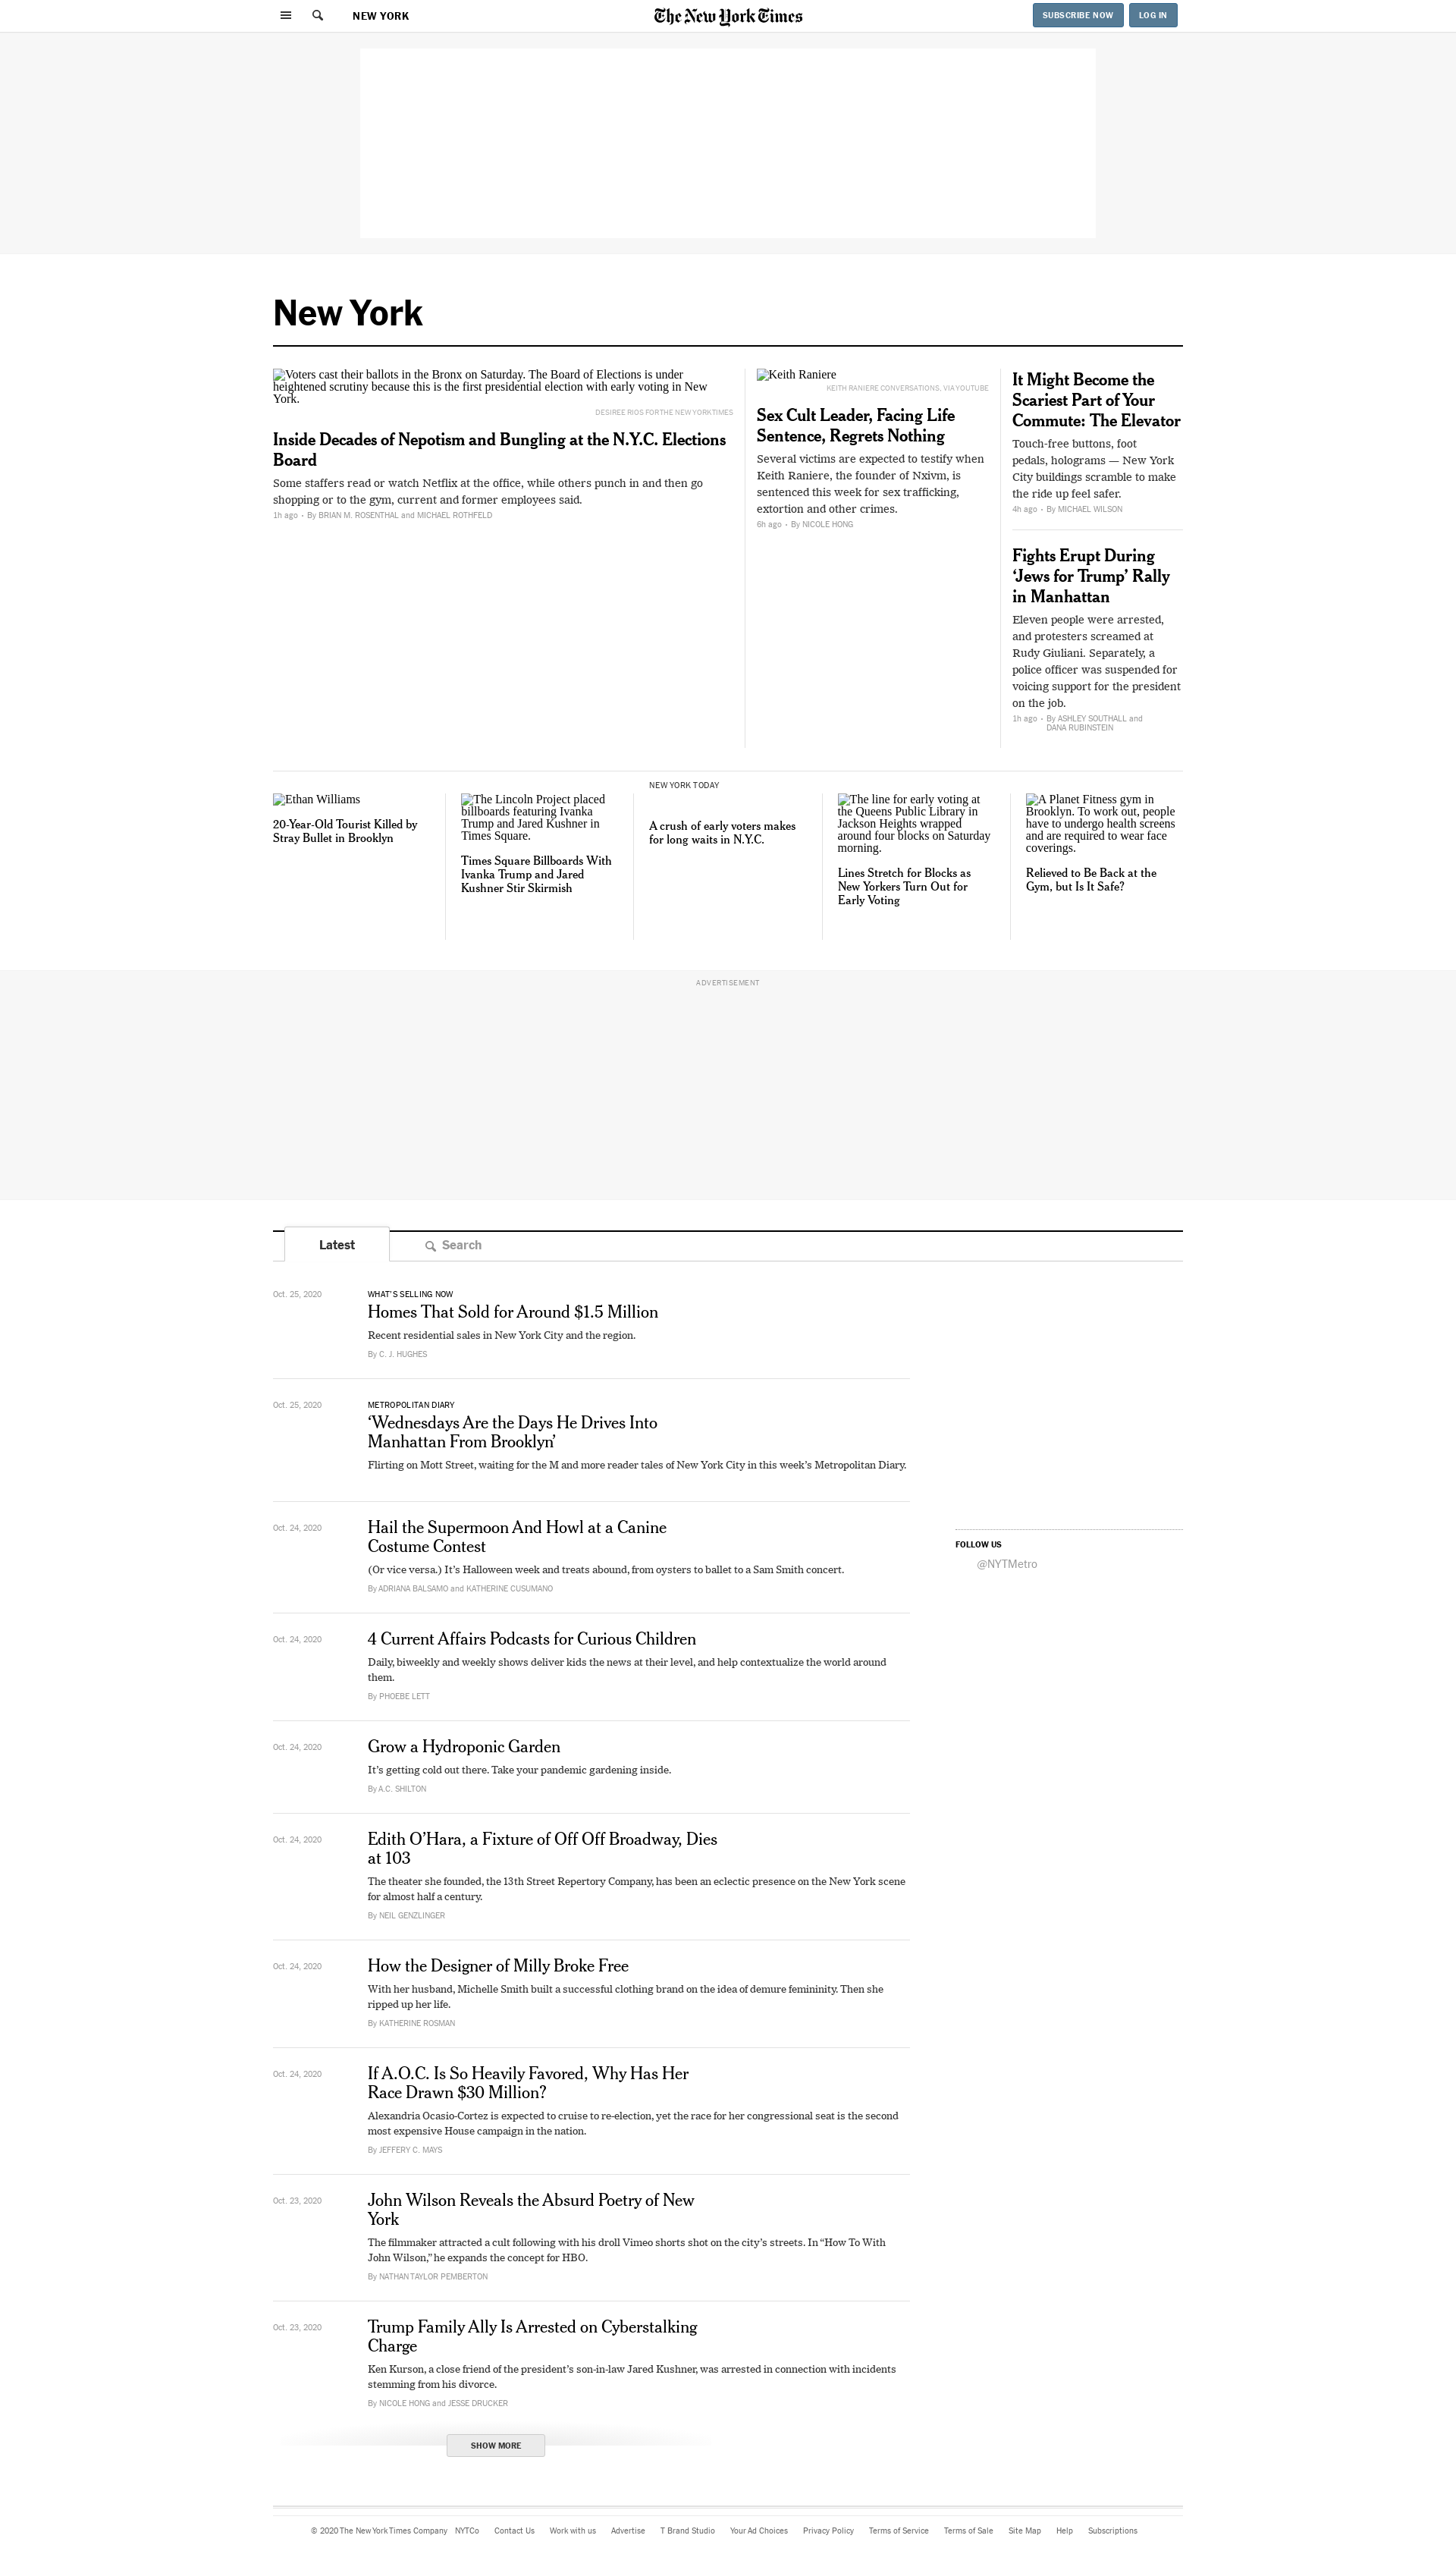 NEW YORK
The New York Times
SUBSCRIBE NOW
LOG IN
New York
Voters cast their ballots in the Bronx on Saturday. The Board of Elections is under
heightened scrutiny because this is the first presidential election with early voting in New
York.
DESIREE RIOS FOR THE NEW YORK TIMES
Inside Decades of Nepotism and Bungling at the N.Y.C. Elections
Board
Some staffers read or watch Netflix at the office, while others punch in and then go
shopping or to the gym, current and former employees said.
1h ago • By BRIAN M. ROSENTHAL and MICHAEL ROTHFELD
Keith Raniere
KEITH RANIERE CONVERSATIONS, VIA YOUTUBE
Sex Cult Leader, Facing Life
Sentence, Regrets Nothing
Several victims are expected to testify when
Keith Raniere, the founder of Nxivm, is
sentenced this week for sex trafficking,
extortion and other crimes.
6h ago • By NICOLE HONG
It Might Become the
Scariest Part of Your
Commute: The Elevator
Touch-free buttons, foot
pedals, holograms — New York
City buildings scramble to make
the ride up feel safer.
4h ago • By MICHAEL WILSON
Fights Erupt During
‘Jews for Trump’ Rally
in Manhattan
Eleven people were arrested,
and protesters screamed at
Rudy Giuliani. Separately, a
police officer was suspended for
voicing support for the president
on the job.
1h ago • By ASHLEY SOUTHALL and
DANA RUBINSTEIN
Ethan Williams
20-Year-Old Tourist Killed by
Stray Bullet in Brooklyn
The Lincoln Project placed
billboards featuring Ivanka
Trump and Jared Kushner in
Times Square.
Times Square Billboards With
Ivanka Trump and Jared
Kushner Stir Skirmish
NEW YORK TODAY
A crush of early voters makes
for long waits in N.Y.C.
The line for early voting at
the Queens Public Library in
Jackson Heights wrapped
around four blocks on Saturday
morning.
Lines Stretch for Blocks as
New Yorkers Turn Out for
Early Voting
A Planet Fitness gym in
Brooklyn. To work out, people
have to undergo health screens
and are required to wear face
coverings.
Relieved to Be Back at the
Gym, but Is It Safe?
ADVERTISEMENT
Latest
Search
Oct. 25, 2020
WHAT'S SELLING NOW
Homes That Sold for Around $1.5 Million
Recent residential sales in New York City and the region.
By C. J. HUGHES
Oct. 25, 2020
METROPOLITAN DIARY
‘Wednesdays Are the Days He Drives Into
Manhattan From Brooklyn’
Flirting on Mott Street, waiting for the M and more reader tales of New York City in this week’s Metropolitan Diary.
Oct. 24, 2020
Hail the Supermoon And Howl at a Canine
Costume Contest
(Or vice versa.) It’s Halloween week and treats abound, from oysters to ballet to a Sam Smith concert.
By ADRIANA BALSAMO and KATHERINE CUSUMANO
FOLLOW US
@NYTMetro
Oct. 24, 2020
4 Current Affairs Podcasts for Curious Children
Daily, biweekly and weekly shows deliver kids the news at their level, and help contextualize the world around
them.
By PHOEBE LETT
Oct. 24, 2020
Grow a Hydroponic Garden
It’s getting cold out there. Take your pandemic gardening inside.
By A.C. SHILTON
Oct. 24, 2020
Edith O’Hara, a Fixture of Off Off Broadway, Dies
at 103
The theater she founded, the 13th Street Repertory Company, has been an eclectic presence on the New York scene
for almost half a century.
By NEIL GENZLINGER
Oct. 24, 2020
How the Designer of Milly Broke Free
With her husband, Michelle Smith built a successful clothing brand on the idea of demure femininity. Then she
ripped up her life.
By KATHERINE ROSMAN
Oct. 24, 2020
If A.O.C. Is So Heavily Favored, Why Has Her
Race Drawn $30 Million?
Alexandria Ocasio-Cortez is expected to cruise to re-election, yet the race for her congressional seat is the second
most expensive House campaign in the nation.
By JEFFERY C. MAYS
Oct. 23, 2020
John Wilson Reveals the Absurd Poetry of New
York
The filmmaker attracted a cult following with his droll Vimeo shorts shot on the city’s streets. In “How To With
John Wilson,” he expands the concept for HBO.
By NATHAN TAYLOR PEMBERTON
Oct. 23, 2020
Trump Family Ally Is Arrested on Cyberstalking
Charge
Ken Kurson, a close friend of the president’s son-in-law Jared Kushner, was arrested in connection with incidents
stemming from his divorce.
By NICOLE HONG and JESSE DRUCKER
SHOW MORE
© 2020 The New York Times Company NYTCo Contact Us Work with us Advertise T Brand Studio Your Ad Choices Privacy Policy Terms of Service Terms of Sale Site Map Help Subscriptions